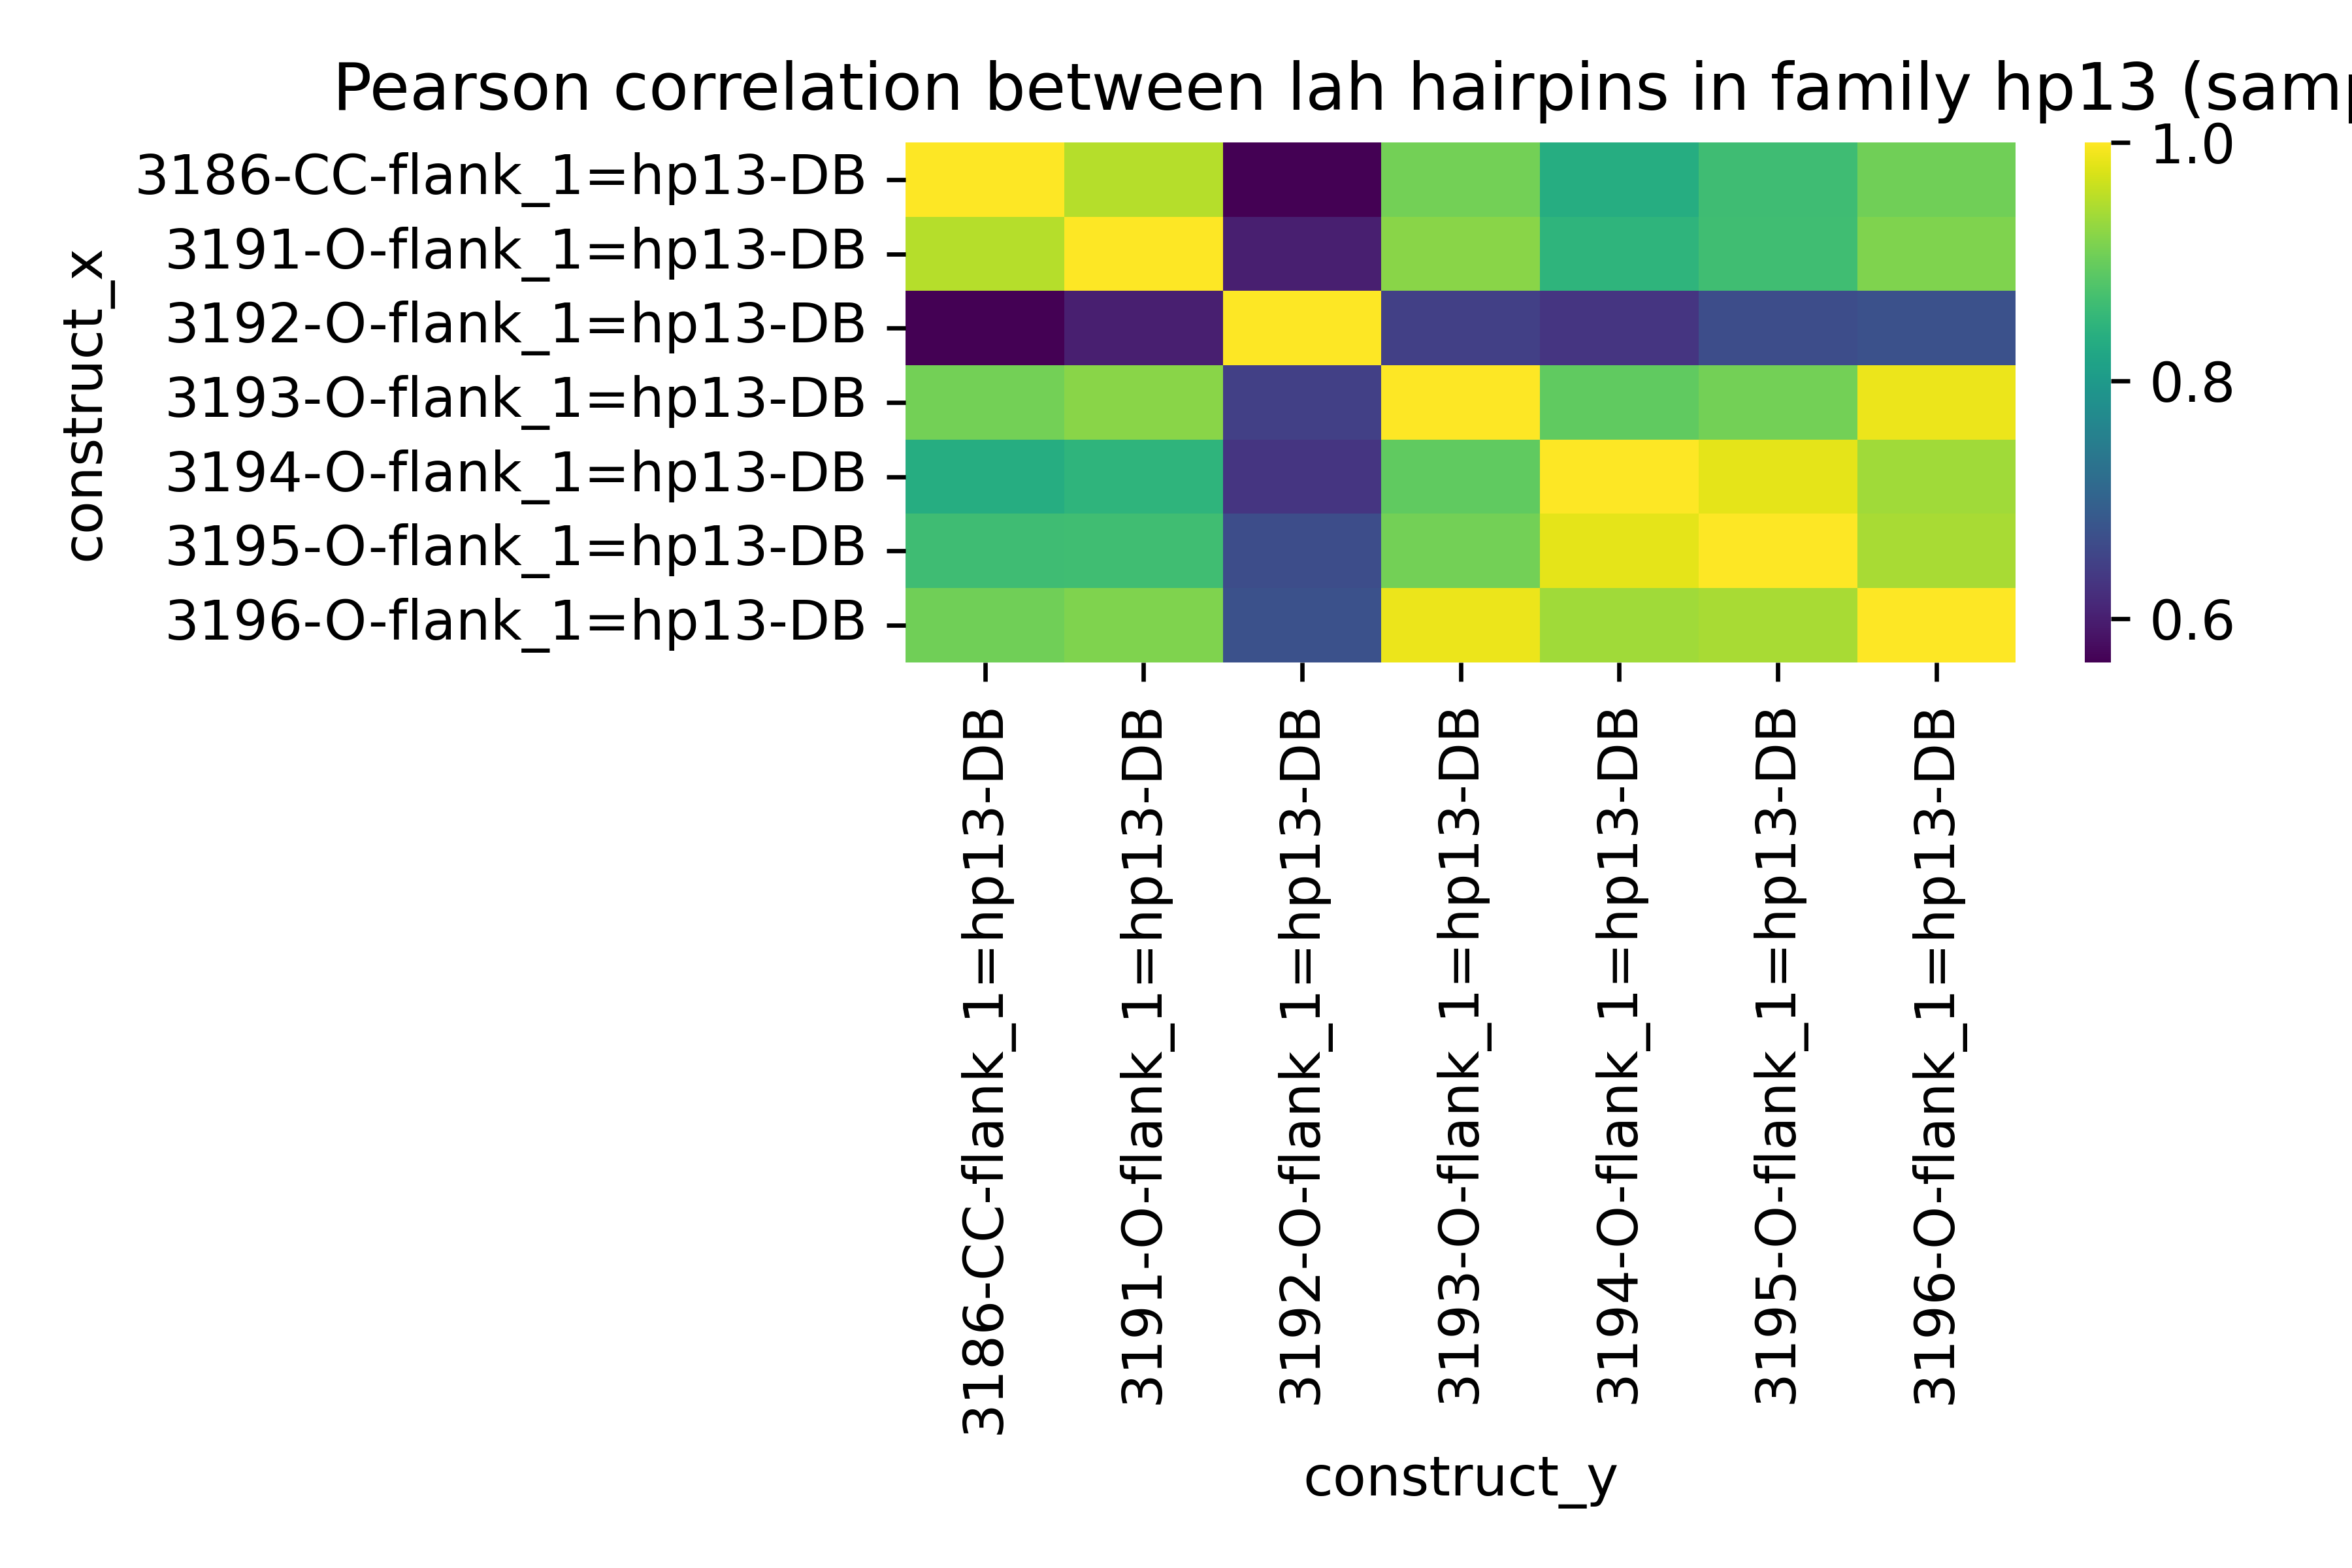 Pearson correlation between lah hairpins in family hp13 (samp
construct_x
3186-CC-flank_1=hp13-DB
3191-O-flank_1=hp13-DB
3192-O-flank_1=hp13-DB
3193-O-flank_1=hp13-DB
3194-O-flank_1=hp13-DB
3195-O-flank_1=hp13-DB
3196-O-flank_1=hp13-DB
1.0
0.8
0.6
3186-CC-flank_1=hp13-DB
3191-O-flank_1=hp13-DB
3192-O-flank_1=hp13-DB
3193-O-flank_1=hp13-DB
3194-O-flank_1=hp13-DB
3195-O-flank_1=hp13-DB
3196-O-flank_1=hp13-DB
construct_y